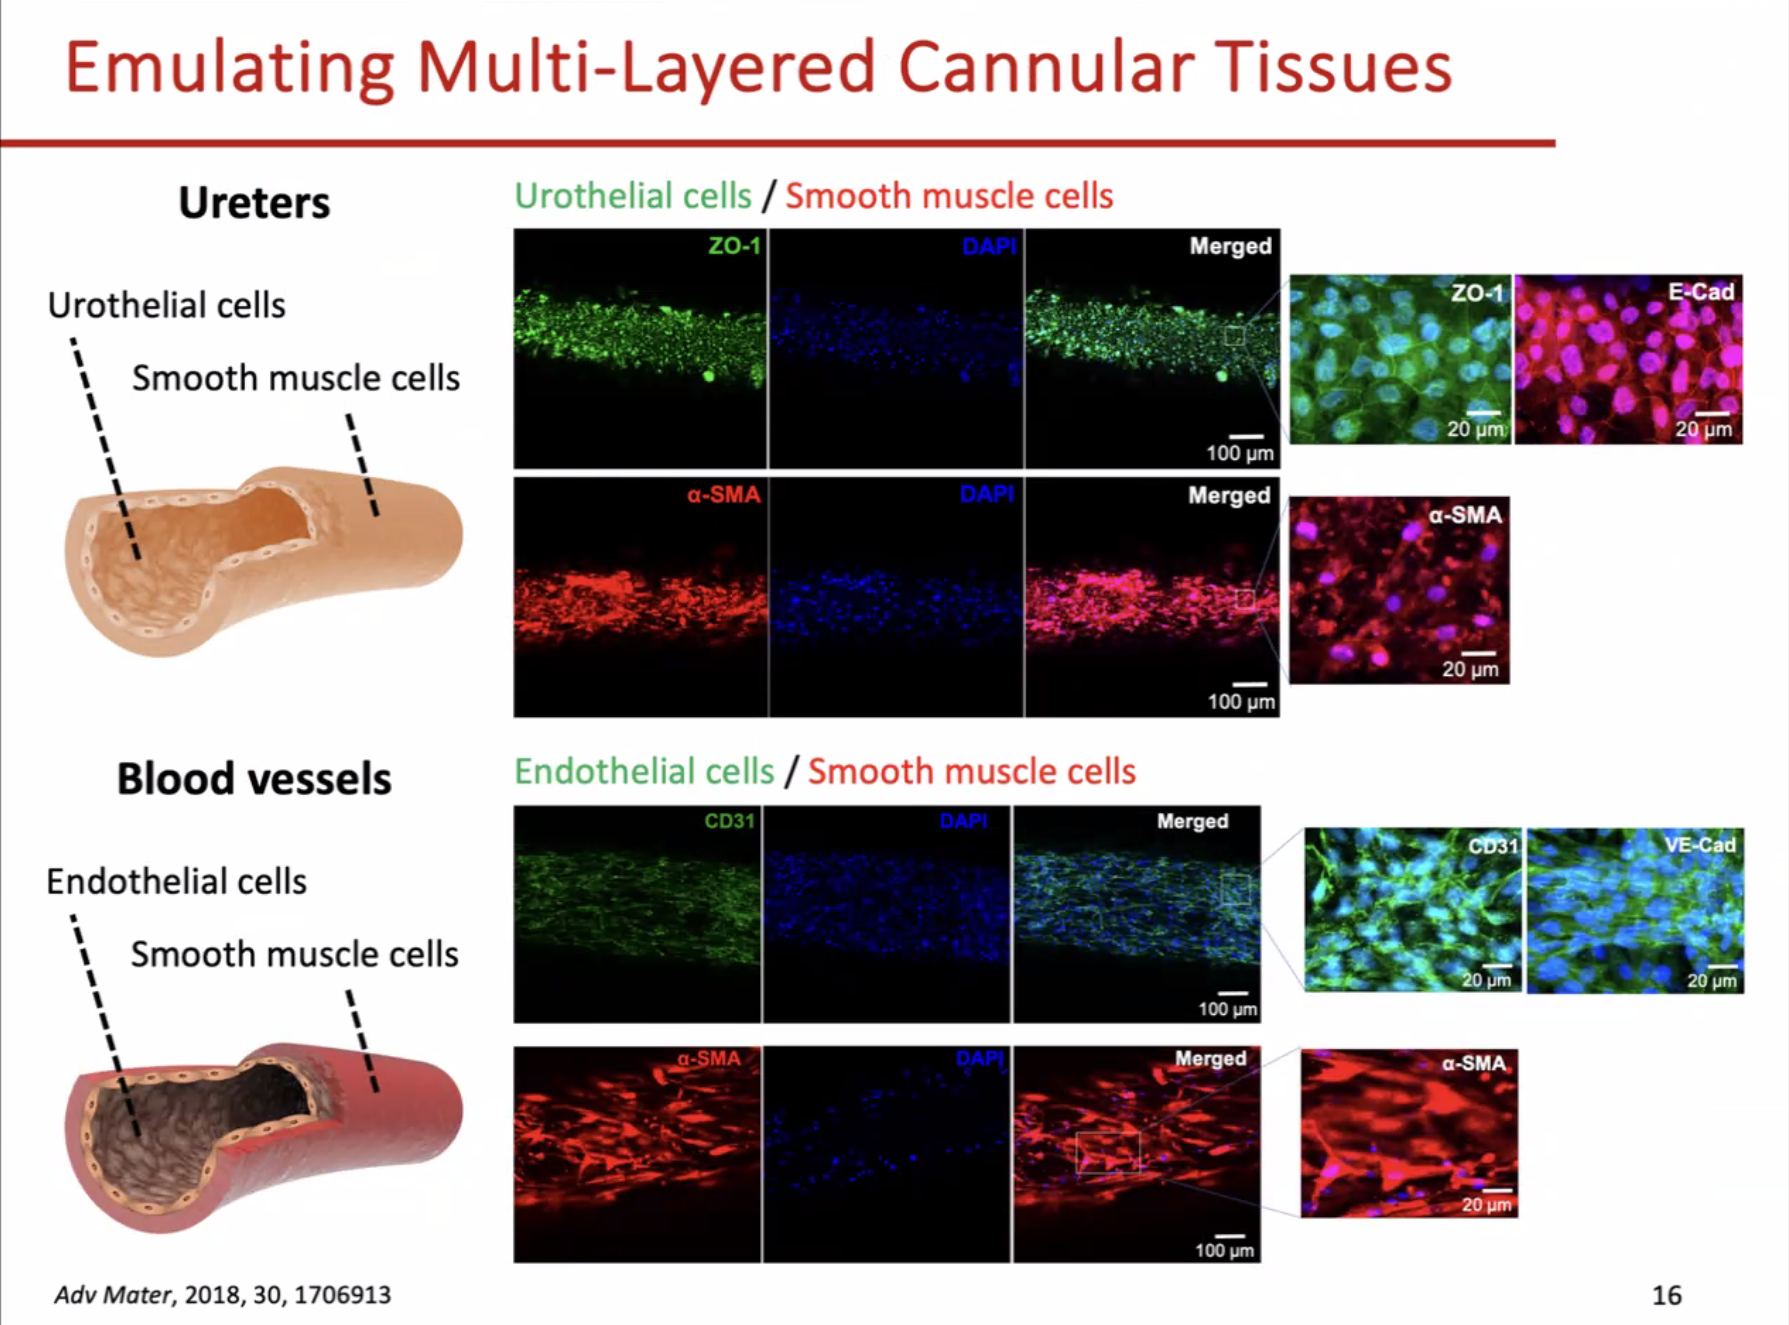 Emulating Multi-Layered Cannular Tissues
Ureters
Urothelial cells
Smooth muscle cells
Urothelial cells / Smooth muscle cells
ZO-1
DAPI
Merged
100 µm
ZO-1
20 µm
E-Cad
20 µm
α-SMA
DAPI
Merged
100 µm
α-SMA
20 µm
Blood vessels
Endothelial cells
Smooth muscle cells
Endothelial cells / Smooth muscle cells
CD31
DAPI
Merged
100 µm
CD31
20 µm
VE-Cad
20 µm
α-SMA
DAPI
Merged
100 µm
α-SMA
20 µm
Adv Mater, 2018, 30, 1706913
16